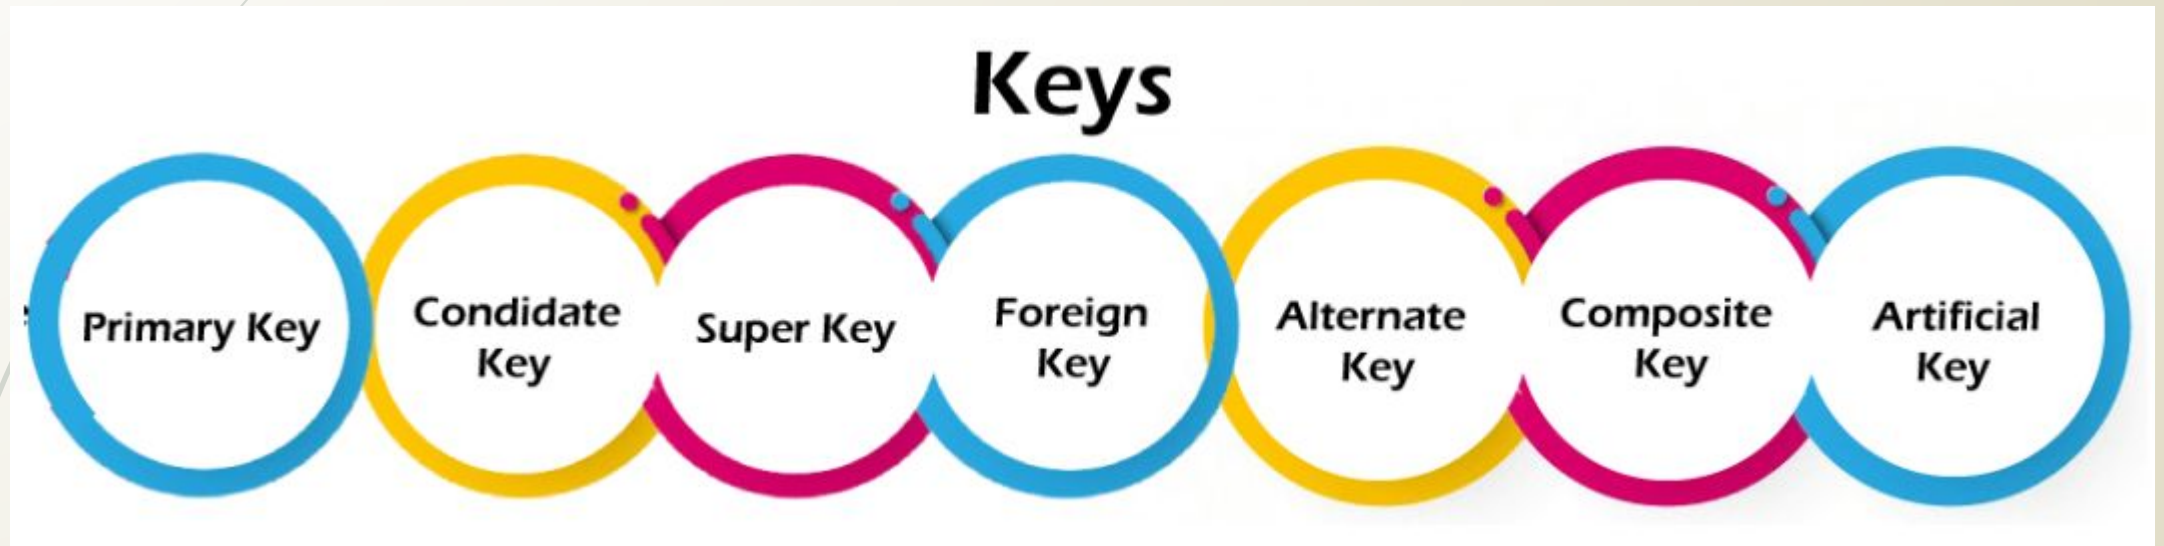 Keys
Primary Key
Condidate
Key
Super Key
Foreign
Key
Alternate
Key
Composite
Key
Artificial
Key